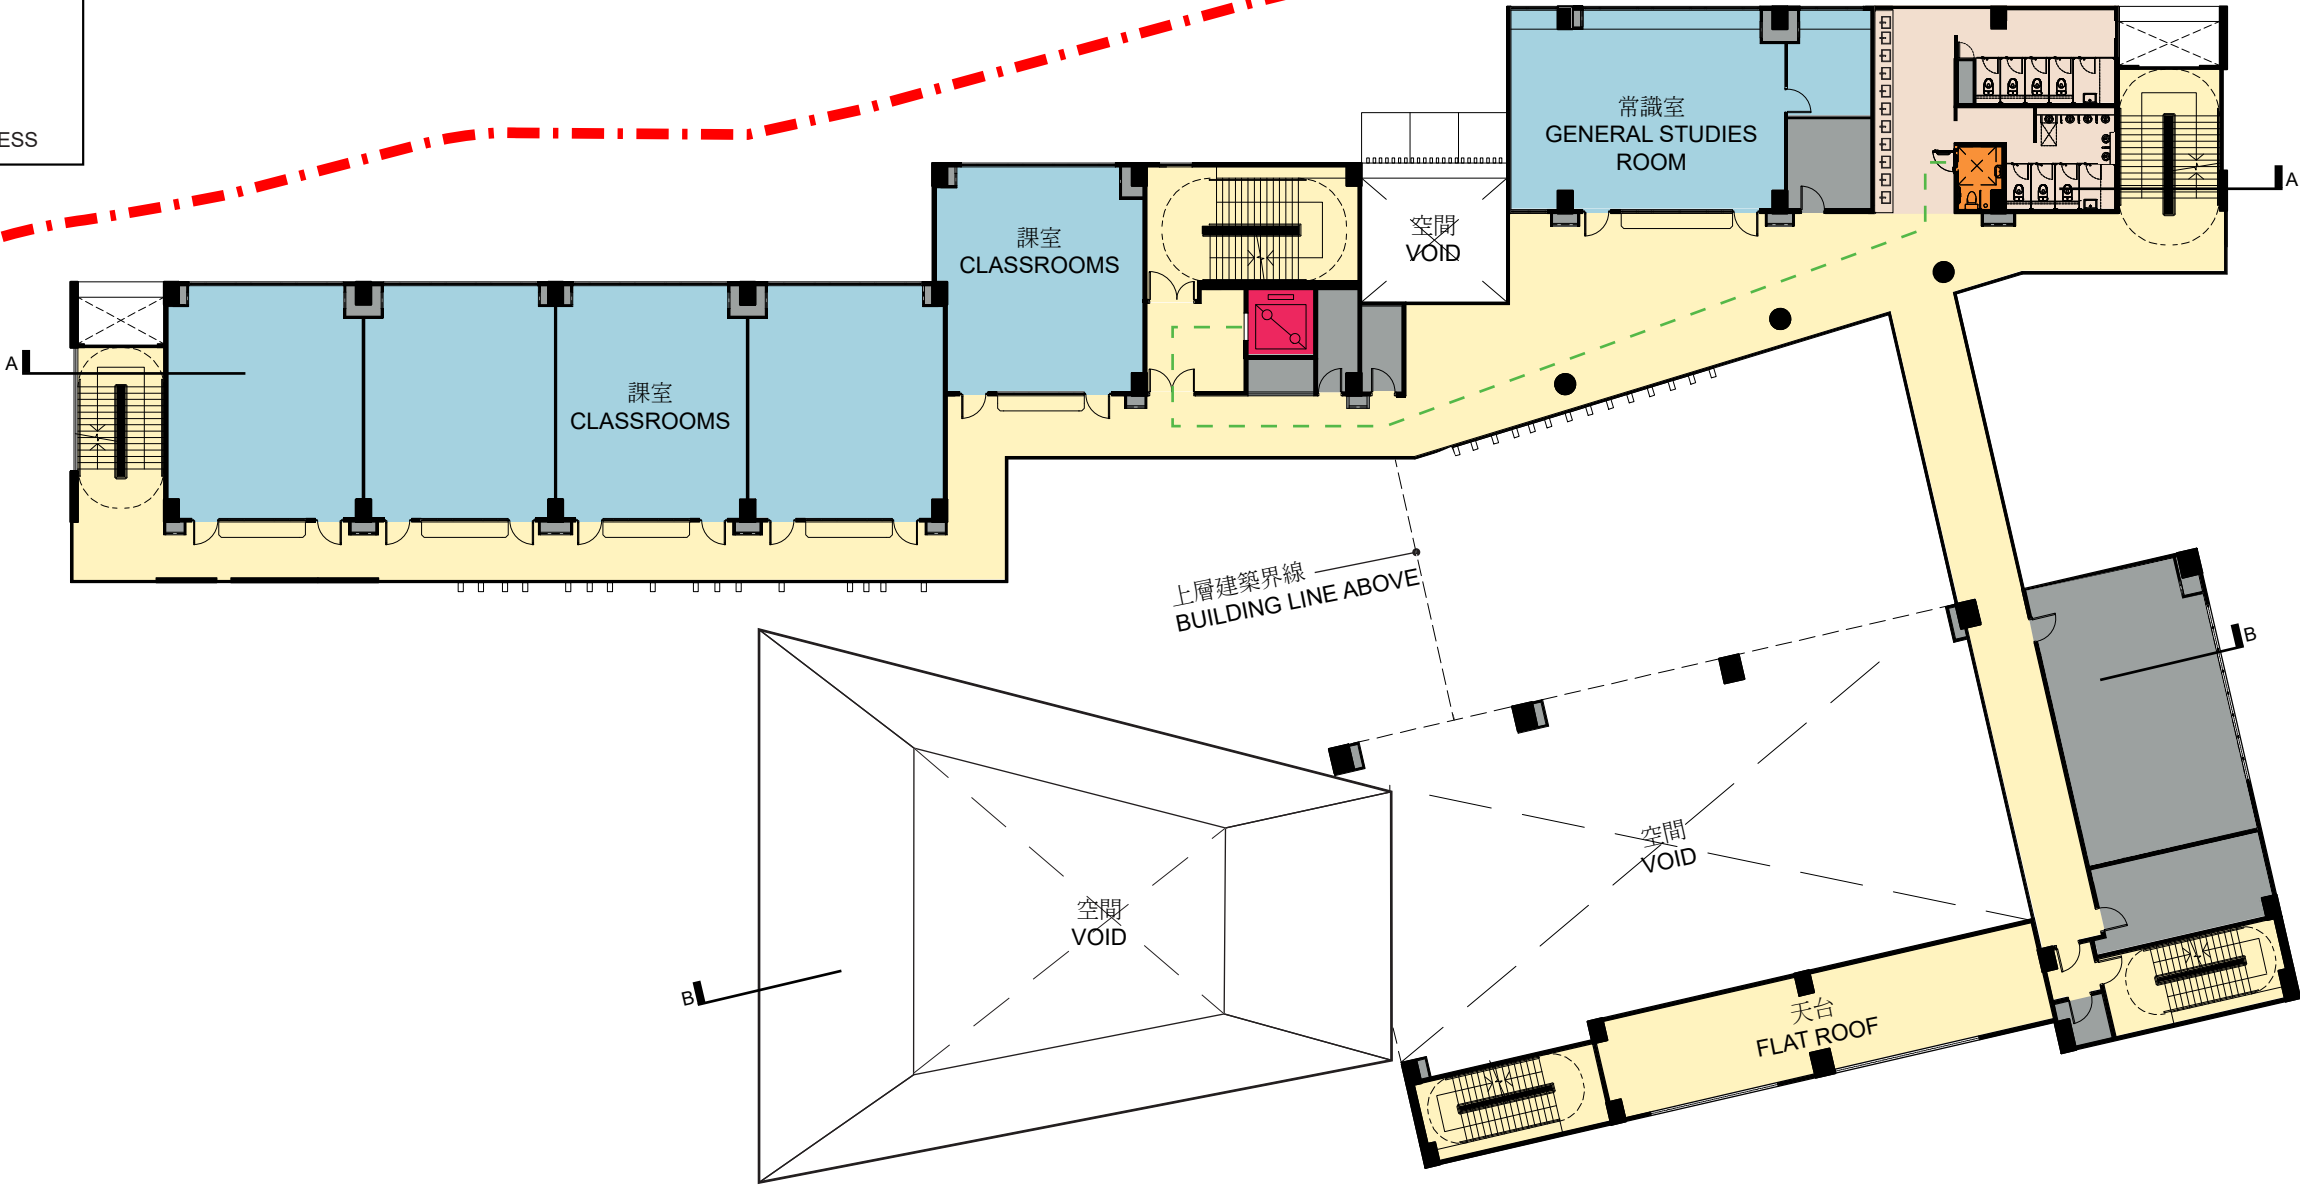 ESS
常識室
GENERAL STUDIES
ROOM
A
空間
VOID
課室
CLASSROOMS
A
課室
CLASSROOMS
上層建築界線
BUILDING LINE ABOVE
B
空間
VOID
空間
VOID
B
天台
FLAT ROOF